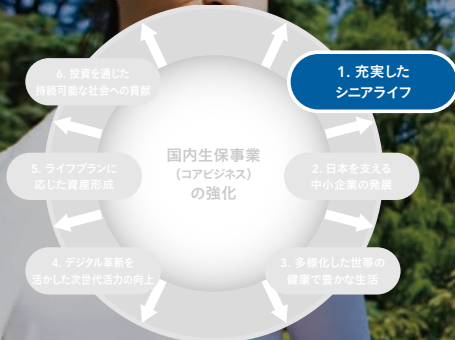 1. 充実した
シニアライフ
2. 日本を支える
中小企業の発展
3. 多様化した世帯の
健康で豊かな生活
4. デジタル革新を
活かした次世代活力の向上
5. ライフプランに
応じた資産形成
6. 投資を通じた
持続可能な社会への貢献
国内生保事業
（コアビジネス）
の強化